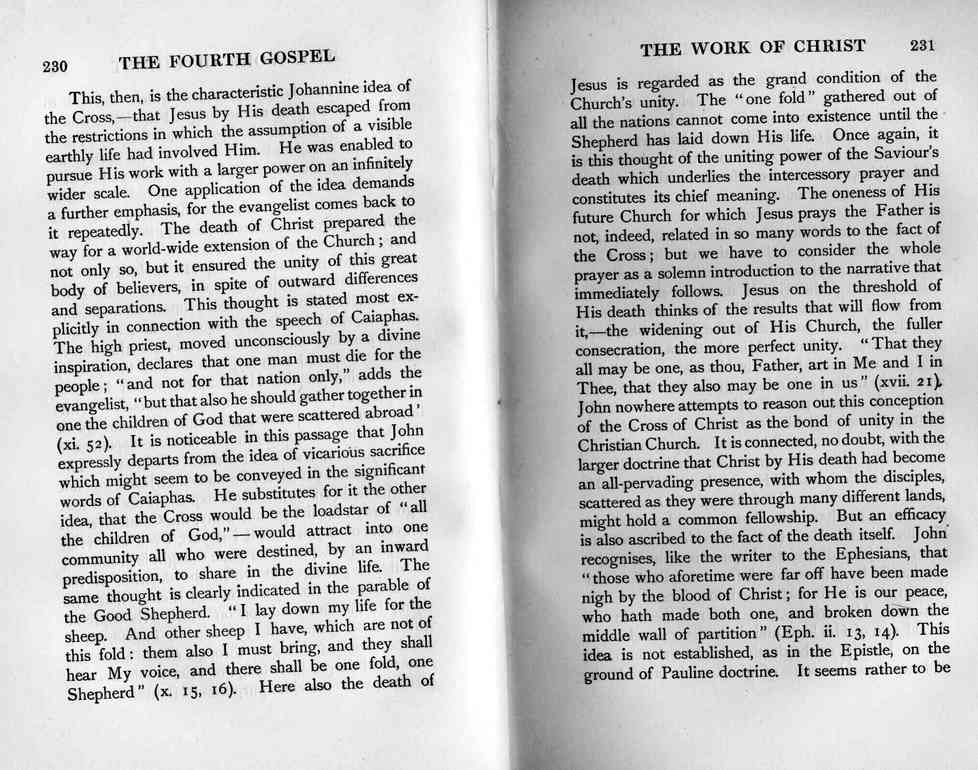 230 THE FOURTH GOSPEL
This, then, is the characteristic Johannine idea of
the Cross,—that Jesus by His death escaped from
the restrictions in which the assumption of a visible
earthly life had involved Him. He was enabled to
pursue His work with a larger power on an infinitely
wider scale. One application of the idea demands
a further emphasis, for the evangelist comes back to
it repeatedly. The death of Christ prepared the
way for a world-wide extension of the Church; and
not only so, but it ensured the unity of this great
body of believers, in spite of outward differences
and separations. This thought is stated most ex-
plicitly in connection with the speech of Caiaphas.
The high priest, moved unconsciously by a divine
inspiration, declares that one man must die for the
people; "and not for that nation only," adds the
evangelist, "but that also he should gather together in
one the children of God that were scattered abroad'
(xi. 52). It is noticeable in this passage that John
expressly departs from the idea of vicarious sacrifice
which might seem to be conveyed in the significant
words of Caiaphas. He substitutes for it the other
idea, that the Cross would be the loadstar of "all
the children of God,"—would attract into one
community all who were destined, by an inward
predisposition, to share in the divine life. The
same thought is clearly indicated in the parable of
the Good Shepherd. "I lay down my life for the
sheep. And other sheep I have, which are not of
this fold: them also I must bring, and they shall
hear My voice, and there shall be one fold, one
Shepherd" (x. 15, 16). Here also the death of
THE WORK OF CHRIST 231
Jesus is regarded as the grand condition of the
Church's unity. The "one fold" gathered out of
all the nations cannot come into existence until the
Shepherd has laid down His life. Once again, it
is this thought of the uniting power of the Saviour's
death which underlies the intercessory prayer and
constitutes its chief meaning. The oneness of His
future Church for which Jesus prays the Father is
not, indeed, related in so many words to the fact of
the Cross; but we have to consider the whole
prayer as a solemn introduction to the narrative that
immediately follows. Jesus on the threshold of
His death thinks of the results that will flow from
it,—the widening out of His Church, the fuller
consecration, the more perfect unity. "That they
all may be one, as thou, Father, art in Me and I in
Thee, that they also may be one in us" (xvii. 21).
John nowhere attempts to reason out this conception
of the Cross of Christ as the bond of unity in the
Christian Church. It is connected, no doubt, with the
larger doctrine that Christ by His death had become
an all-pervading presence, with whom the disciples,
scattered as they were through many different lands,
might hold a common fellowship. But an efficacy
is also ascribed to the fact of the death itself. John
recognises, like the writer to the Ephesians, that
"those who aforetime were far off have been made
nigh by the blood of Christ; for He is our peace,
who hath made both one, and broken down the
middle wall of partition" (Eph. ii. 13, 14). This
idea is not established, as in the Epistle, on the
ground of Pauline doctrine. It seems rather to be